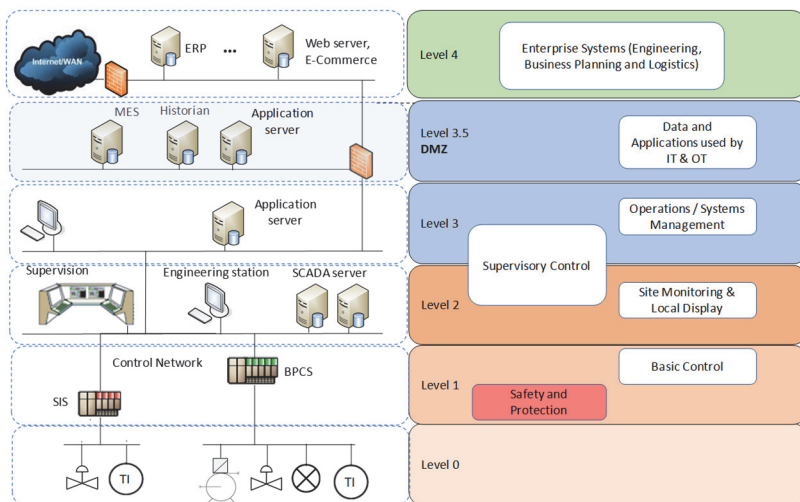 Internet/WAN
ERP
...
Web server,
E-Commerce
Level 4
Enterprise Systems (Engineering,
Business Planning and Logistics)
MES
Historian
Application
server
Level 3.5
DMZ
Data and
Applications used by
IT & OT
Application
server
Level 3
Operations / Systems
Management
Supervisory Control
Supervision
Engineering station
SCADA server
Level 2
Site Monitoring &
Local Display
Control Network
BPCS
SIS
Level 1
Basic Control
Safety and
Protection
TI
TI
Level 0